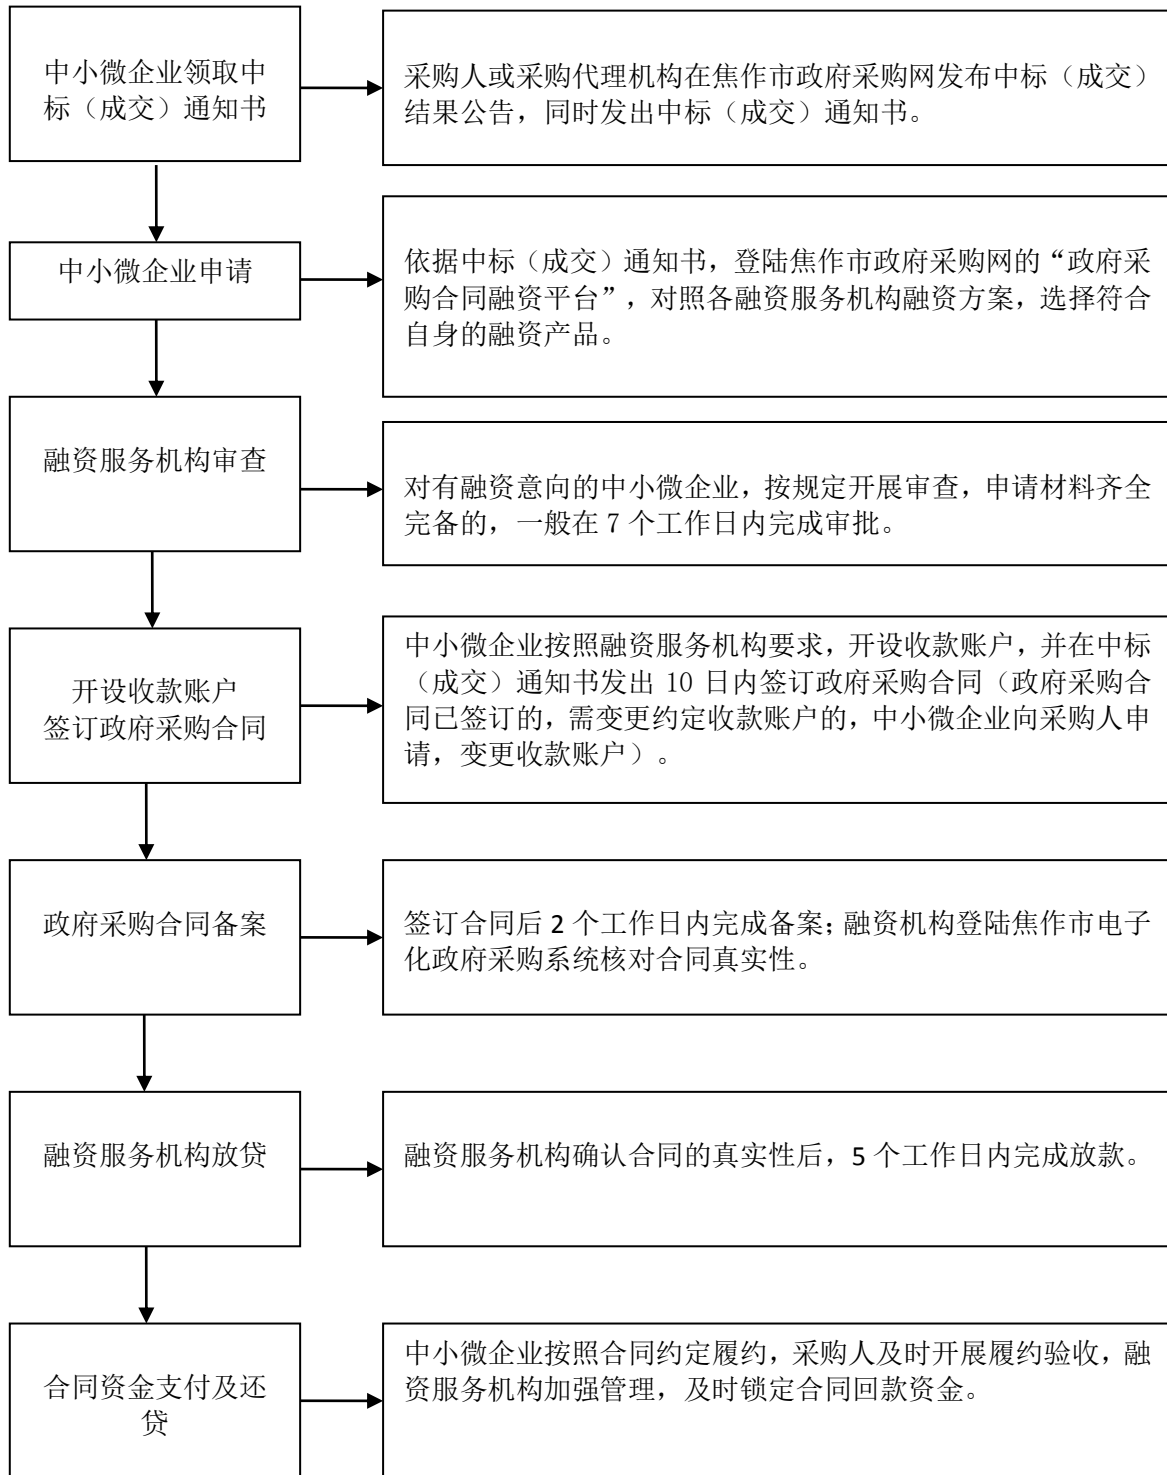 中小微企业领取中
标（成交）通知书
采购人或采购代理机构在焦作市政府采购网发布中标（成交）
结果公告，同时发出中标（成交）通知书。
中小微企业申请
依据中标（成交）通知书，登陆焦作市政府采购网的“政府采
购合同融资平台”，对照各融资服务机构融资方案，选择符合
自身的融资产品。
融资服务机构审查
对有融资意向的中小微企业，按规定开展审查，申请材料齐全
完备的，一般在 7 个工作日内完成审批。
开设收款账户
签订政府采购合同
中小微企业按照融资服务机构要求，开设收款账户，并在中标
（成交）通知书发出 10 日内签订政府采购合同（政府采购合
同已签订的，需变更约定收款账户的，中小微企业向采购人申
请，变更收款账户）。
政府采购合同备案
签订合同后 2 个工作日内完成备案；融资机构登陆焦作市电子
化政府采购系统核对合同真实性。
融资服务机构放贷
融资服务机构确认合同的真实性后，5 个工作日内完成放款。
合同资金支付及还
贷
中小微企业按照合同约定履约，采购人及时开展履约验收，融
资服务机构加强管理，及时锁定合同回款资金。